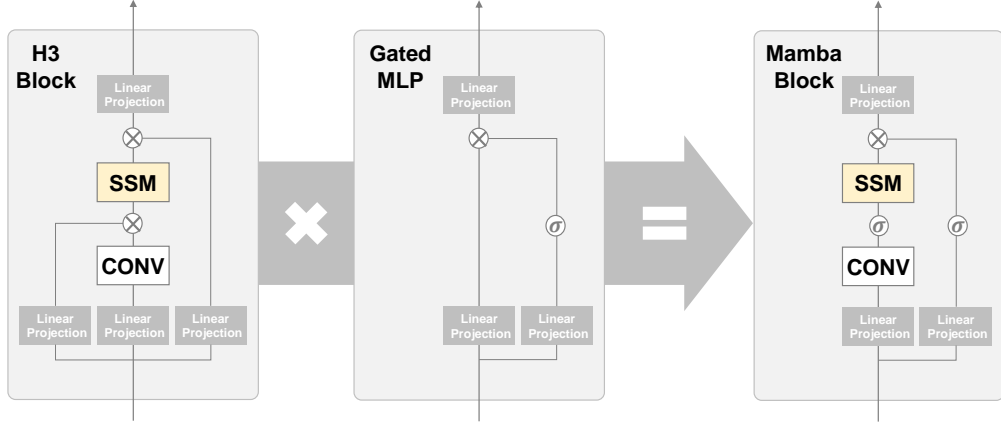 H3
Block
Linear
Projection
SSM
CONV
Linear
Projection
Linear
Projection
Linear
Projection
Gated
MLP
Linear
Projection
σ
Linear
Projection
Linear
Projection
Mamba
Block
Linear
Projection
SSM
σ
σ
CONV
Linear
Projection
Linear
Projection